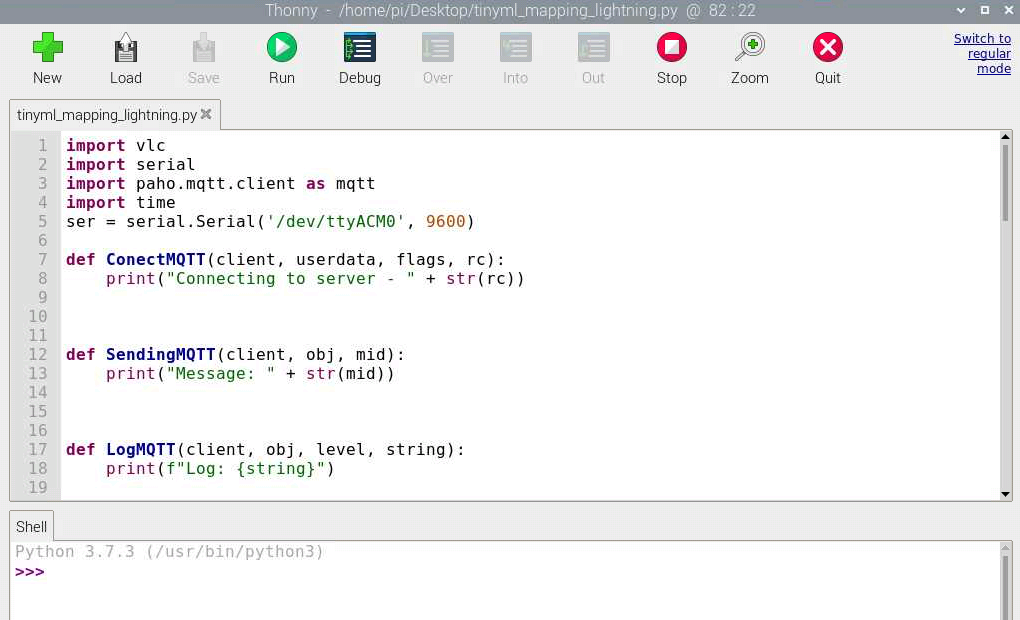 Thonny - /home/pi/Desktop/tinyml_mapping_lightning.py @ 82 : 22
New Load Save Run Debug Over Into Out Stop Zoom Quit
Switch to
regular
mode
tinyml_mapping_lightning.py
1 import vlc
2 import serial
3 import paho.mqtt.client as mqtt
4 import time
5 ser = serial.Serial('/dev/ttyACM0', 9600)
6
7 def ConectMQTT(client, userdata, flags, rc):
8     print("Connecting to server - " + str(rc))
9
10
11
12 def SendingMQTT(client, obj, mid):
13     print("Message: " + str(mid))
14
15
16
17 def LogMQTT(client, obj, level, string):
18     print(f"Log: {string}")
19
Shell
Python 3.7.3 (/usr/bin/python3)
>>>